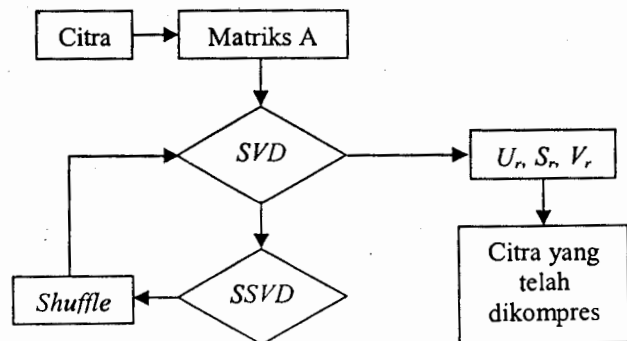 Citra
Matriks A
SVD
Uᵣ, Sᵣ, Vᵣ
Citra yang
telah
dikompres
Shuffle
SSVD